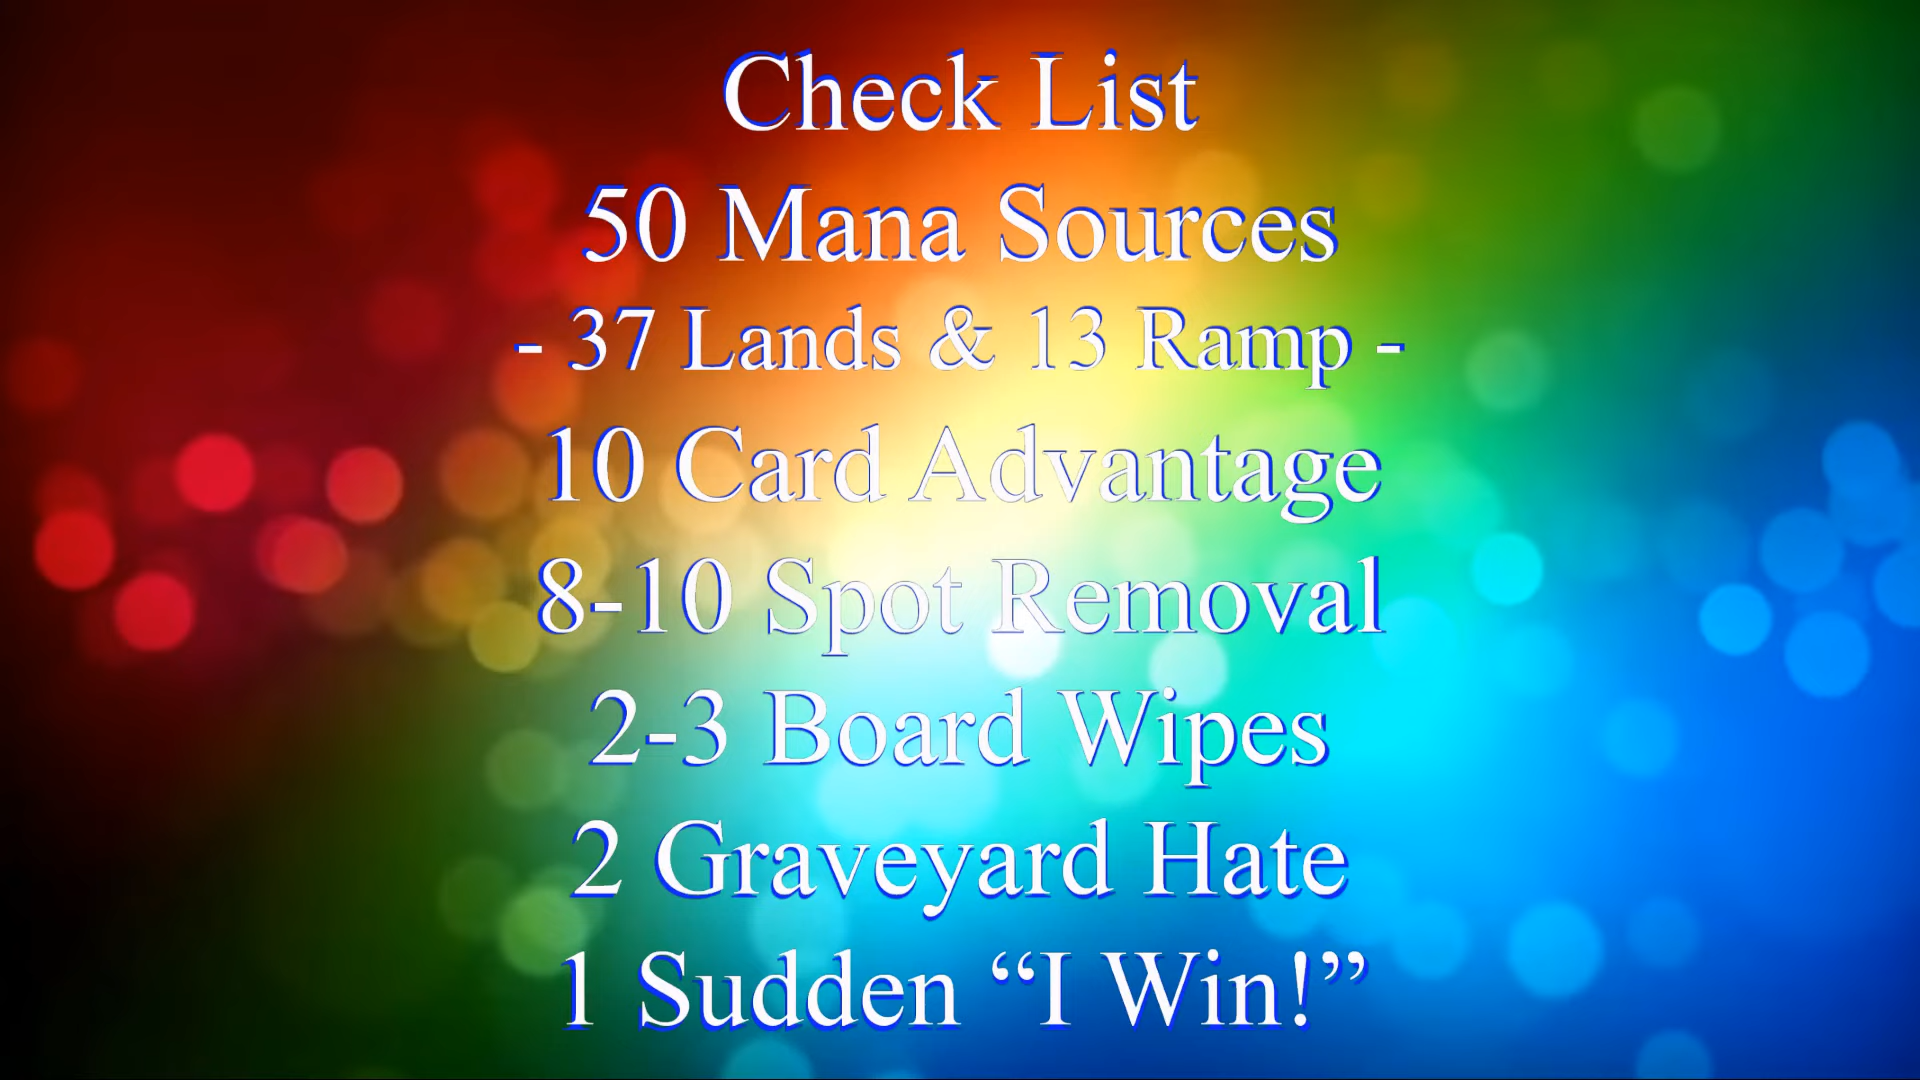 Check List
50 Mana Sources
- 37 Lands & 13 Ramp -
10 Card Advantage
8-10 Spot Removal
2-3 Board Wipes
2 Graveyard Hate
1 Sudden “I Win!”